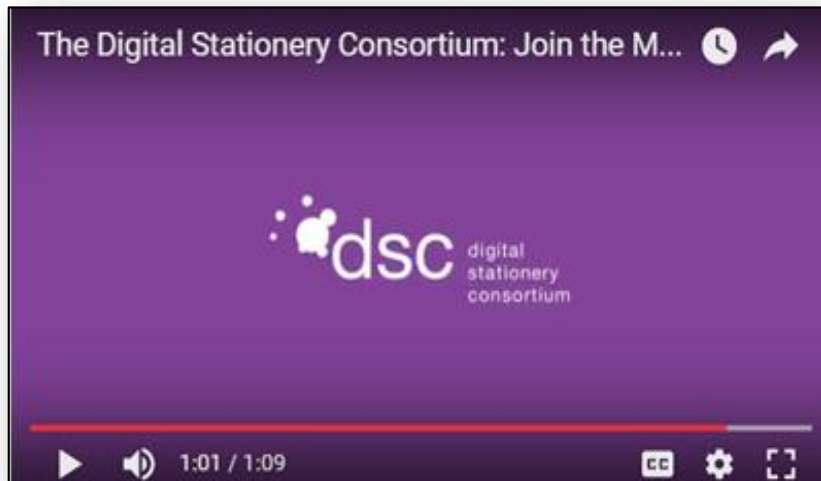 The Digital Stationery Consortium: Join the M...
dsc
digital
stationery
consortium
1:01 / 1:09
CC